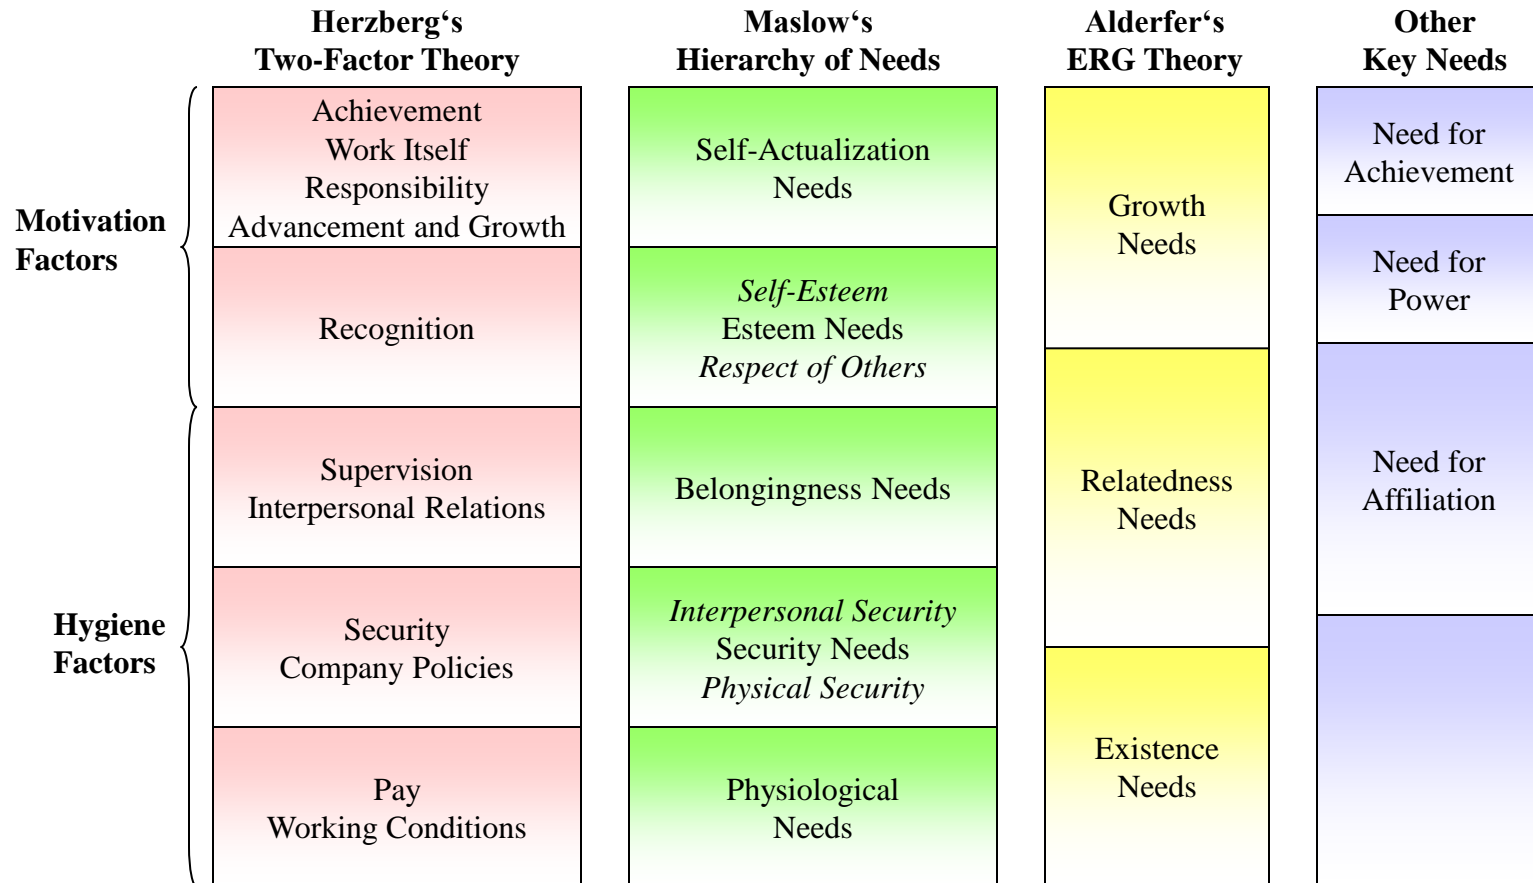 Herzberg‘s
Two-Factor Theory
Maslow‘s
Hierarchy of Needs
Alderfer‘s
ERG Theory
Other
Key Needs
Motivation
Factors
Hygiene
Factors
Achievement
Work Itself
Responsibility
Advancement and Growth
Recognition
Supervision
Interpersonal Relations
Security
Company Policies
Pay
Working Conditions
Self-Actualization
Needs
Self-Esteem
Esteem Needs
Respect of Others
Belongingness Needs
Interpersonal Security
Security Needs
Physical Security
Physiological
Needs
Growth
Needs
Relatedness
Needs
Existence
Needs
Need for
Achievement
Need for
Power
Need for
Affiliation